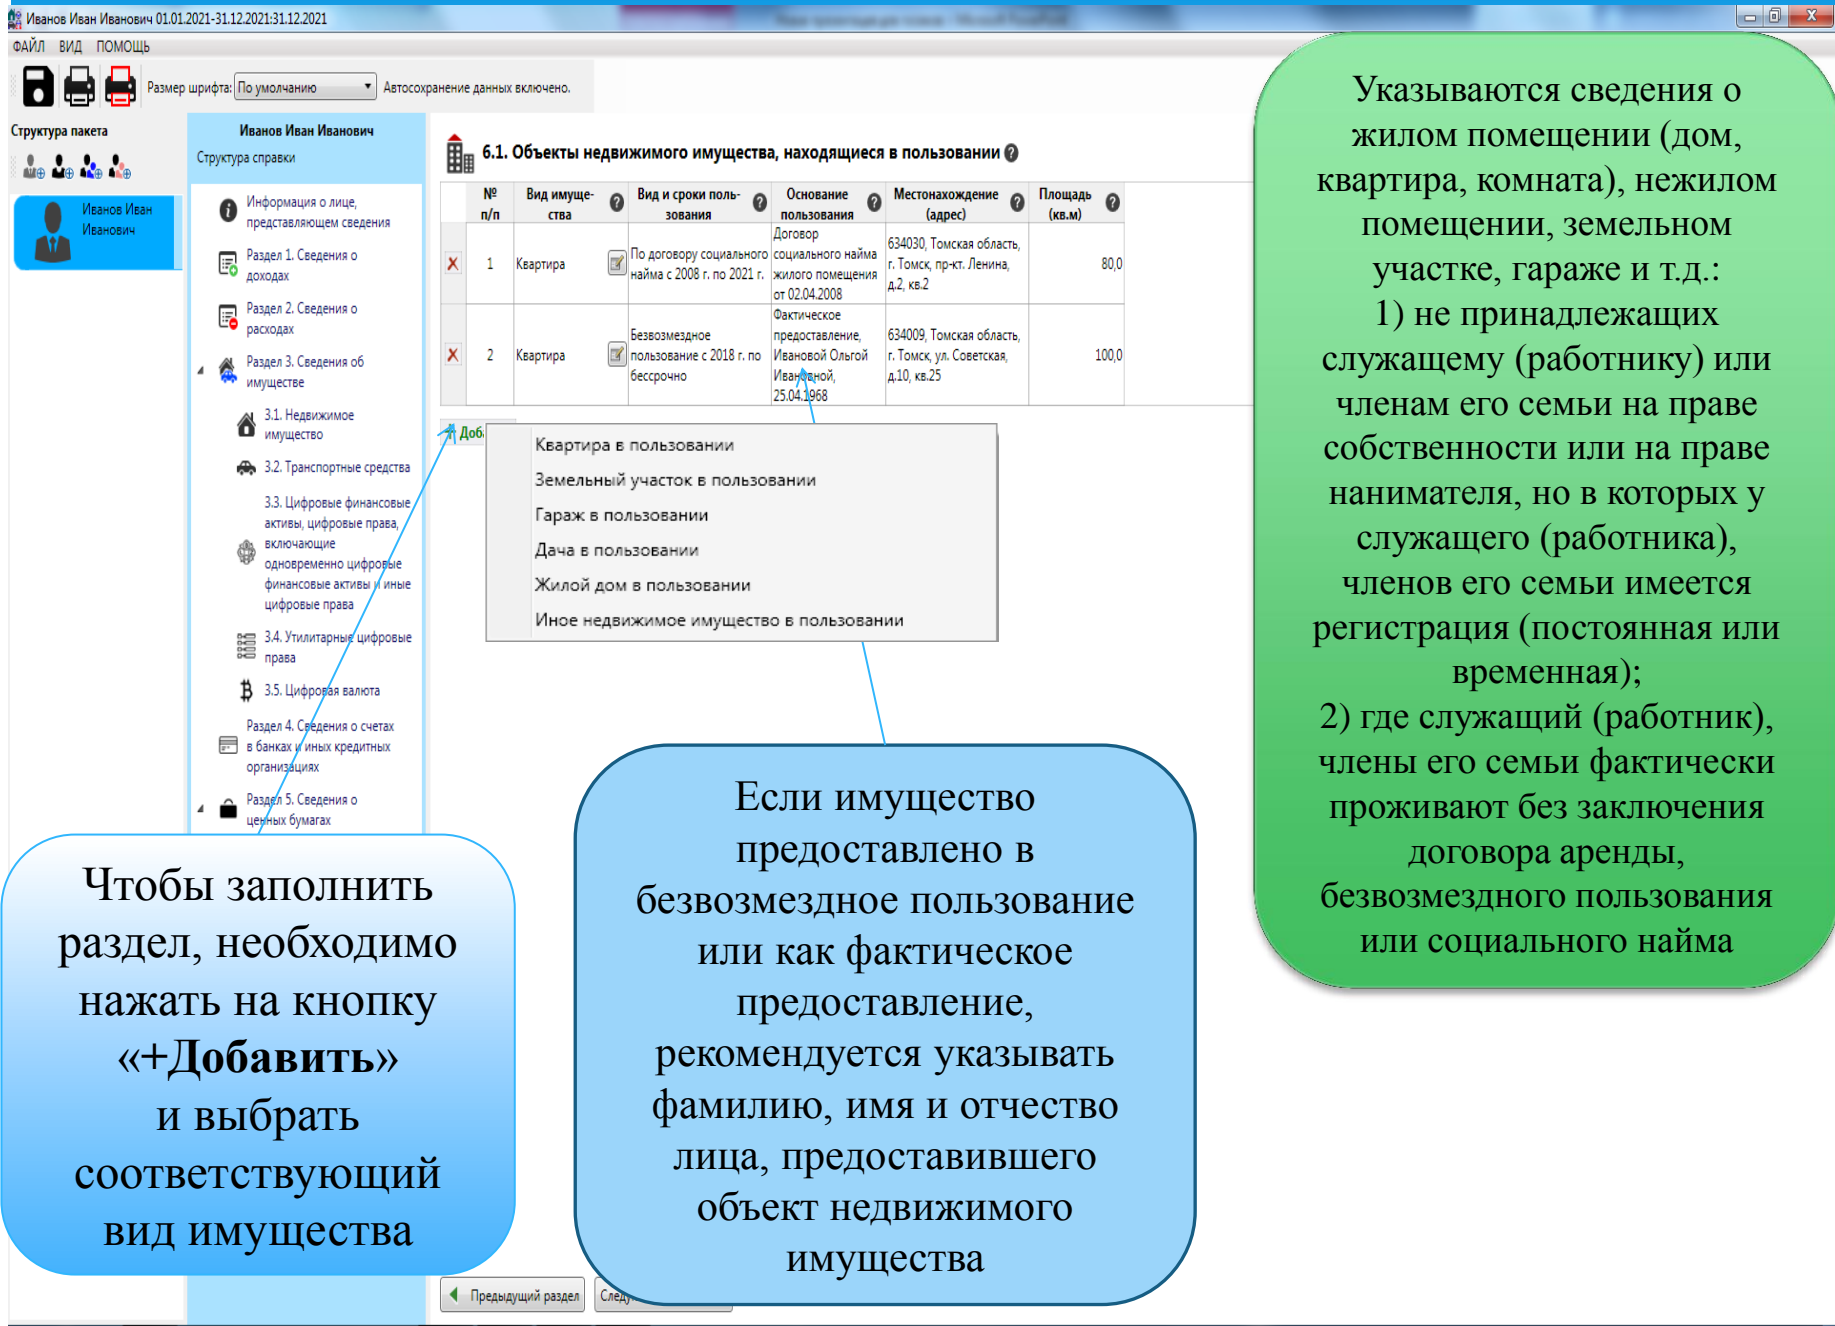 Иванов Иван Иванович 01.01.2021-31.12.2021:31.12.2021
ФАЙЛ ВИД ПОМОЩЬ
Размер шрифта: По умолчанию Автосохранение данных включено.
Структура пакета
Иванов Иван
Иванович
Иванов Иван Иванович
Структура справки
Информация о лице,
представляющем сведения
Раздел 1. Сведения о
доходах
Раздел 2. Сведения о
расходах
Раздел 3. Сведения об
имуществе
3.1. Недвижимое
имущество
3.2. Транспортные средства
3.3. Цифровые финансовые
активы, цифровые права,
включающие
одновременно цифровые
финансовые активы и иные
цифровые права
3.4. Утилитарные цифровые
права
3.5. Цифровая валюта
Раздел 4. Сведения о счетах
в банках и иных кредитных
организациях
Раздел 5. Сведения о
ценных бумагах
6.1. Объекты недвижимого имущества, находящиеся в пользовании
№
п/п
Вид имуще-
ства
Вид и сроки поль-
зования
Основание
пользования
Местонахождение
(адрес)
Площадь
(кв.м)
1
Квартира
По договору социального
найма с 2008 г. по 2021 г.
Договор
социального найма
жилого помещения
от 02.04.2008
634030, Томская область,
г. Томск, пр-кт. Ленина,
д.2, кв.2
80,0
2
Квартира
Безвозмездное
пользование с 2018 г. по
бессрочно
Фактическое
предоставление,
Ивановой Ольгой
Ивановной,
25.04.1968
634009, Томская область,
г. Томск, ул. Советская,
д.10, кв.25
100,0
Квартира в пользовании
Земельный участок в пользовании
Гараж в пользовании
Дача в пользовании
Жилой дом в пользовании
Иное недвижимое имущество в пользовании
Чтобы заполнить
раздел, необходимо
нажать на кнопку
«+Добавить»
и выбрать
соответствующий
вид имущества
Если имущество
предоставлено в
безвозмездное пользование
или как фактическое
предоставление,
рекомендуется указывать
фамилию, имя и отчество
лица, предоставившего
объект недвижимого
имущества
Указываются сведения о
жилом помещении (дом,
квартира, комната), нежилом
помещении, земельном
участке, гараже и т.д.:
1) не принадлежащих
служащему (работнику) или
членам его семьи на праве
собственности или на праве
нанимателя, но в которых у
служащего (работника),
членов его семьи имеется
регистрация (постоянная или
временная);
2) где служащий (работник),
члены его семьи фактически
проживают без заключения
договора аренды,
безвозмездного пользования
или социального найма
Предыдущий раздел